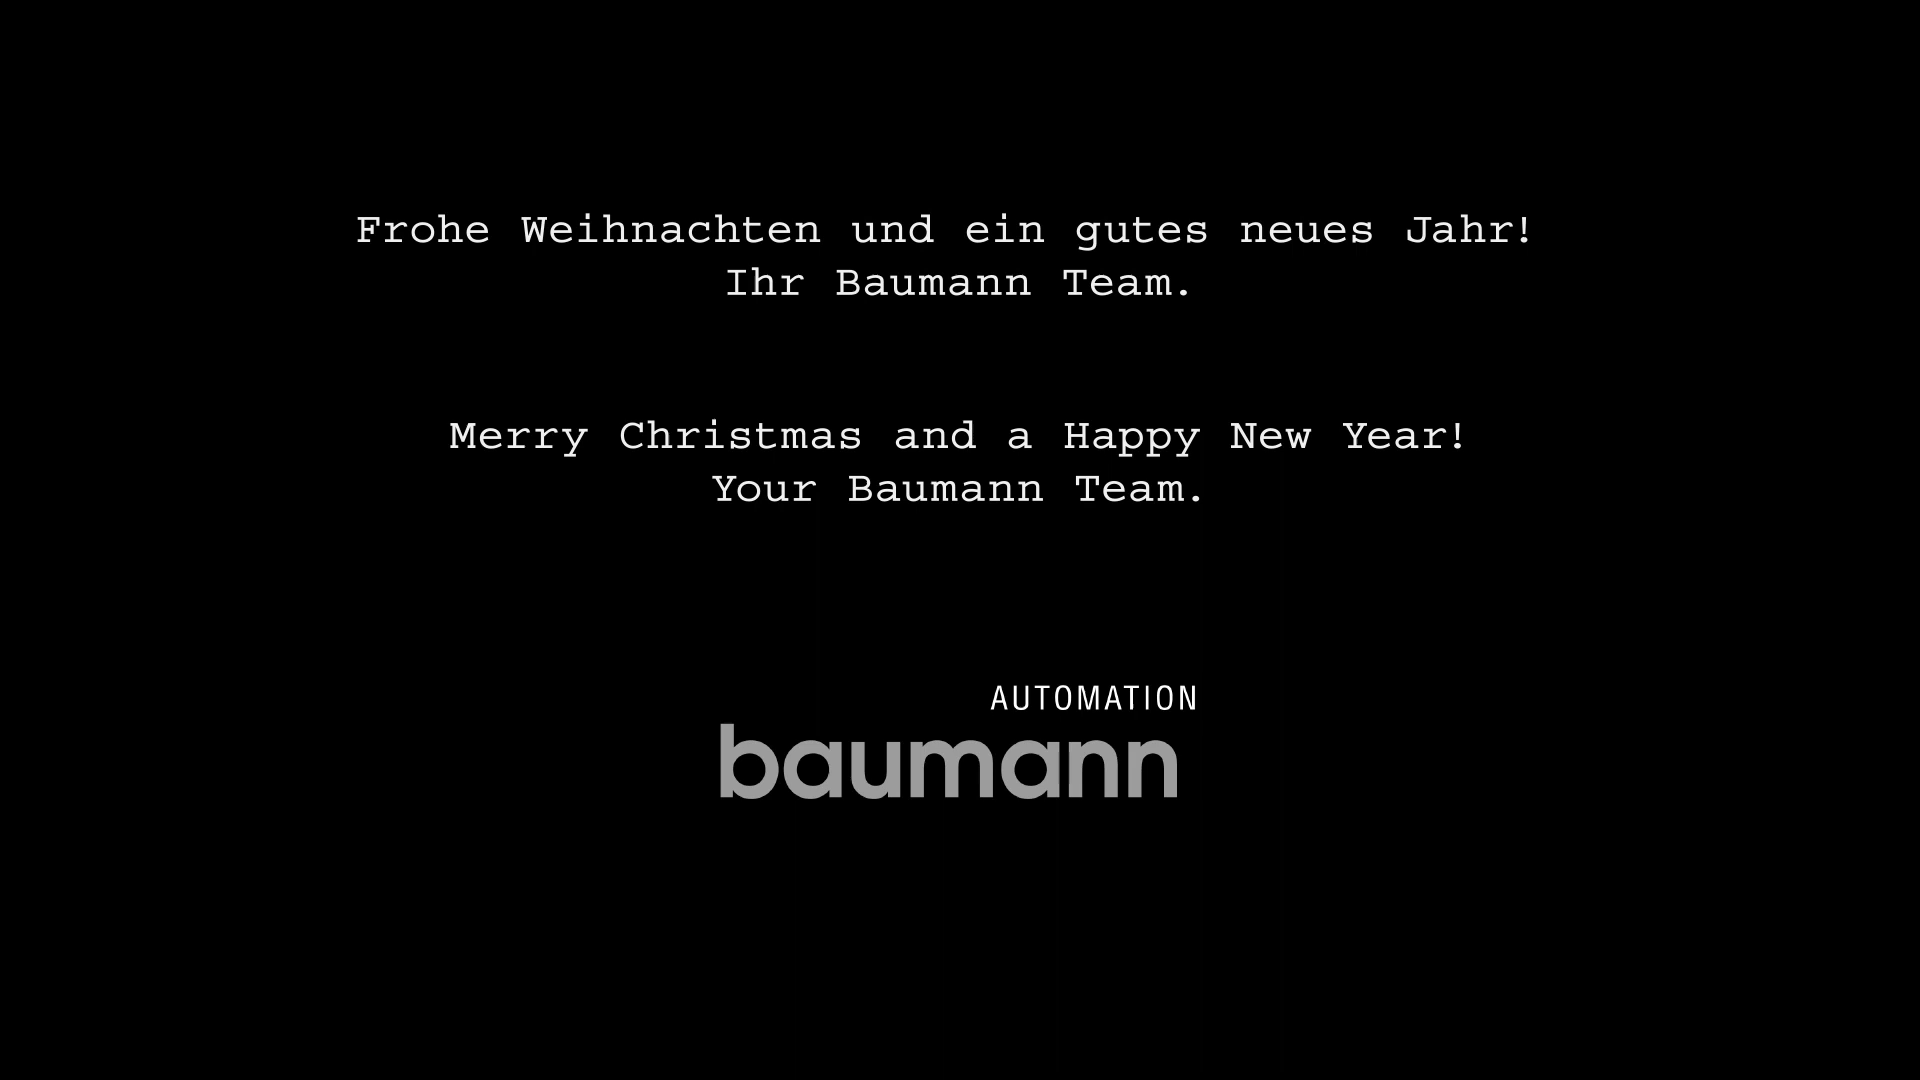 Frohe Weihnachten und ein gutes neues Jahr!
Ihr Baumann Team.
Merry Christmas and a Happy New Year!
Your Baumann Team.
AUTOMATION
baumann